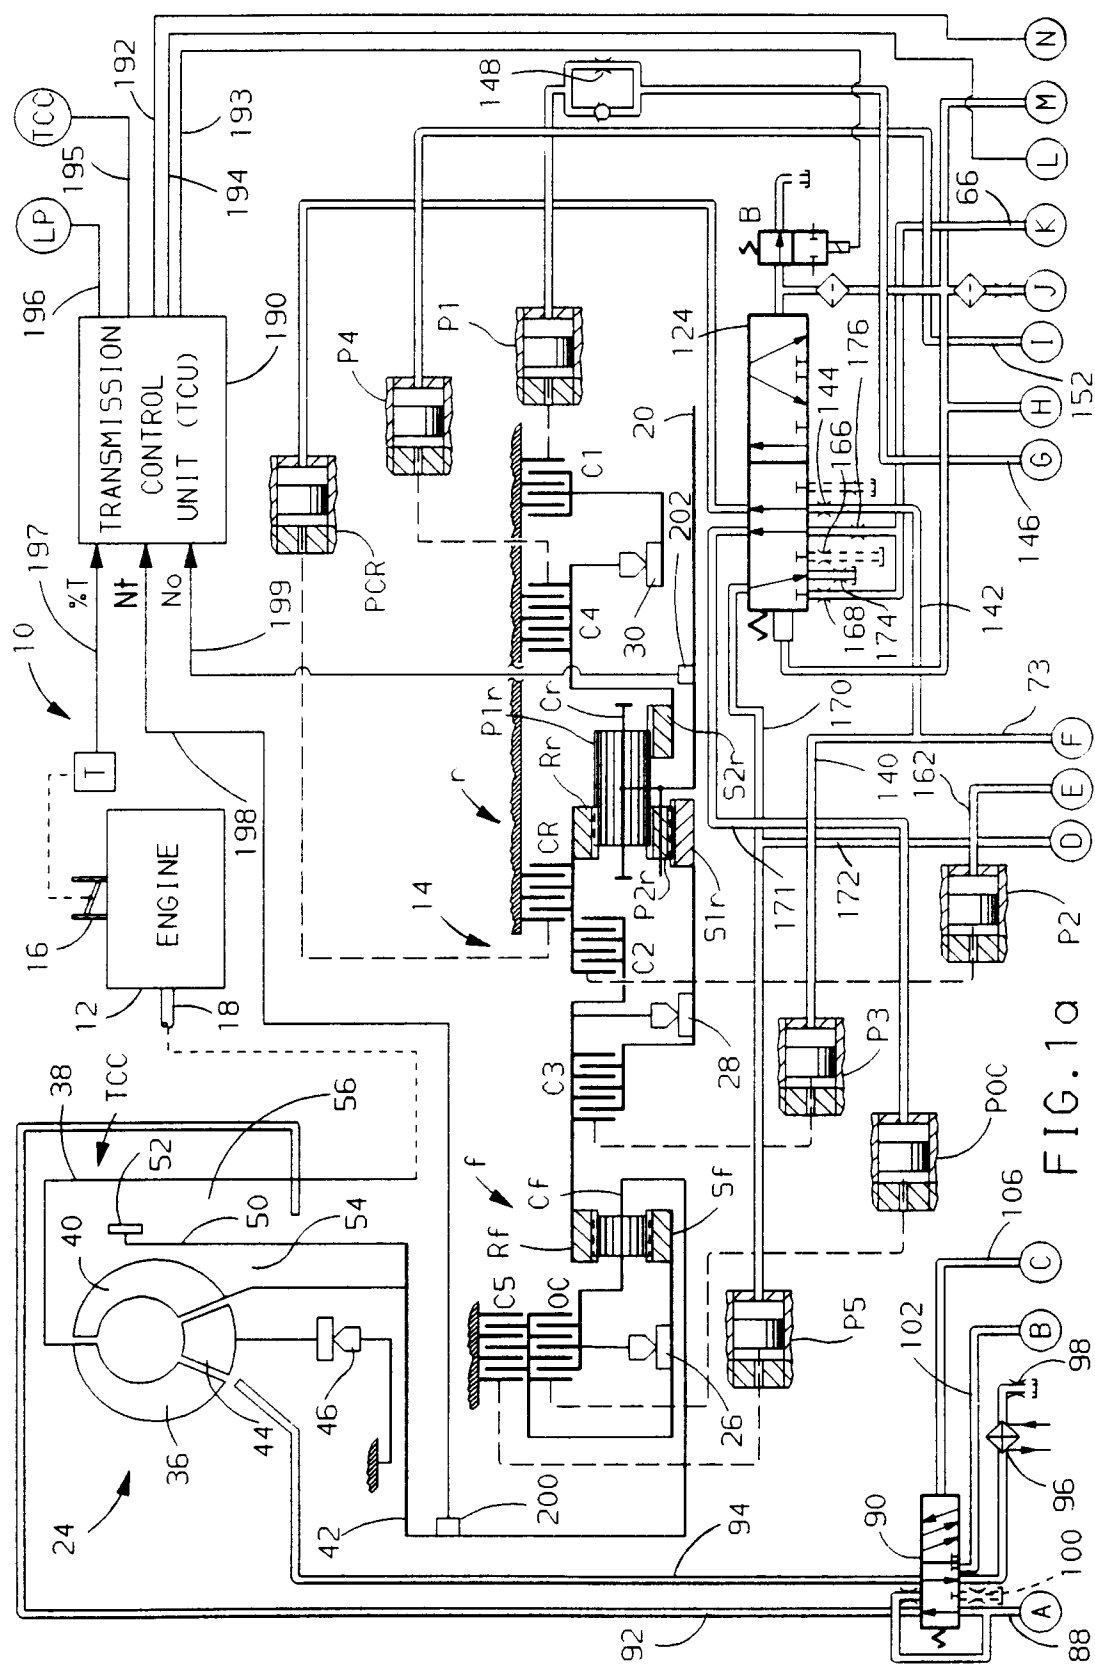 24
36
40
44
38
TCC
52
50
54
56
46
42
200
92
94
12
18
16
ENGINE
T
10
197
198
%T
Nt
No
199
TRANSMISSION
CONTROL
UNIT (TCU)
190
196
LP
195
TCC
192
194
193
PCR
P4
P1
148
14
r
CR
Rr
P1r
Cr
C4
C1
30
20
202
C2
P2r
S1r
S2r
C3
28
f
Rf
Cf
Sf
C5
OC
26
P5
POC
P3
P2
171
172
170
140
162
73
142
168
174
166
144
176
124
B
66
152
146
90
100
96
98
102
106
88
A
B
C
D
E
F
G
H
I
J
K
L
M
N
FIG. 1a